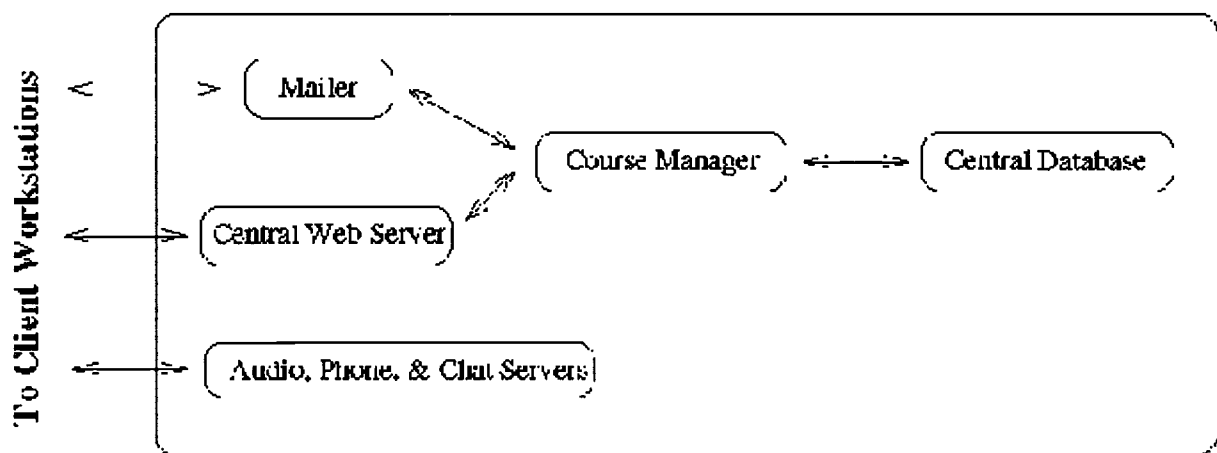 To Client Workstations
Mailer
Course Manager
Central Database
Central Web Server
Audio, Phone, & Chat Servers